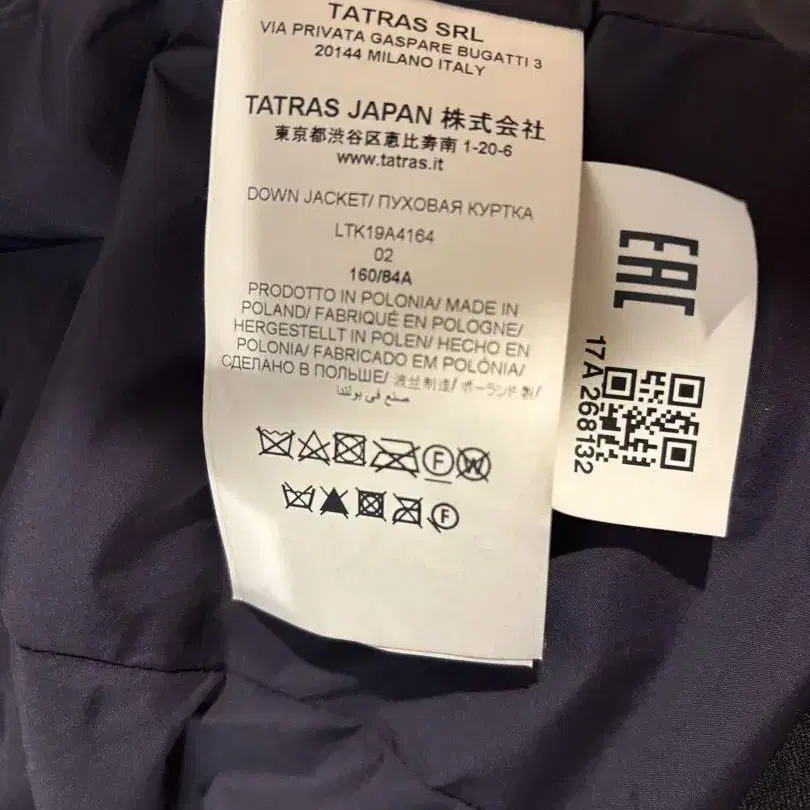 TATRAS SRL
VIA PRIVATA GASPARE BUGATTI 3
20144 MILANO ITALY
TATRAS JAPAN 株式会社
東京都渋谷区恵比寿南 1-20-6
www.tatras.it
DOWN JACKET/ ПУХОВАЯ КУРТКА
LTK19A4164
02
160/84A
PRODOTTO IN POLONIA/ MADE IN
POLAND/ FABRIQUÉ EN POLOGNE/
HERGESTELLT IN POLEN/ HECHO EN
POLONIA/ FABRICADO EM POLÓNIA/
СДЕЛАНО В ПОЛЬШЕ/ 波兰制造/ ポーランド製/
صنع في بولندا
F W
F
EAC
17A 268132